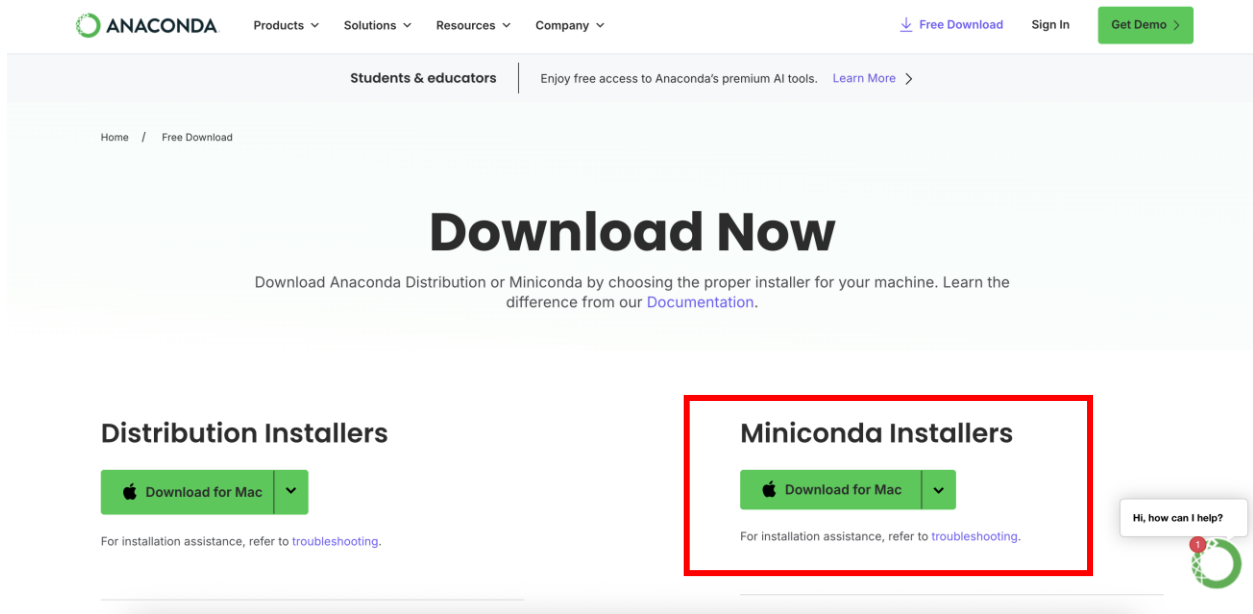 ANACONDA Products Solutions Resources Company Free Download Sign In Get Demo
Students & educators Enjoy free access to Anaconda's premium AI tools. Learn More
Home / Free Download
Download Now
Download Anaconda Distribution or Miniconda by choosing the proper installer for your machine. Learn the
difference from our Documentation.
Distribution Installers
Download for Mac
For installation assistance, refer to troubleshooting.
Miniconda Installers
Download for Mac
For installation assistance, refer to troubleshooting.
Hi, how can I help?
1